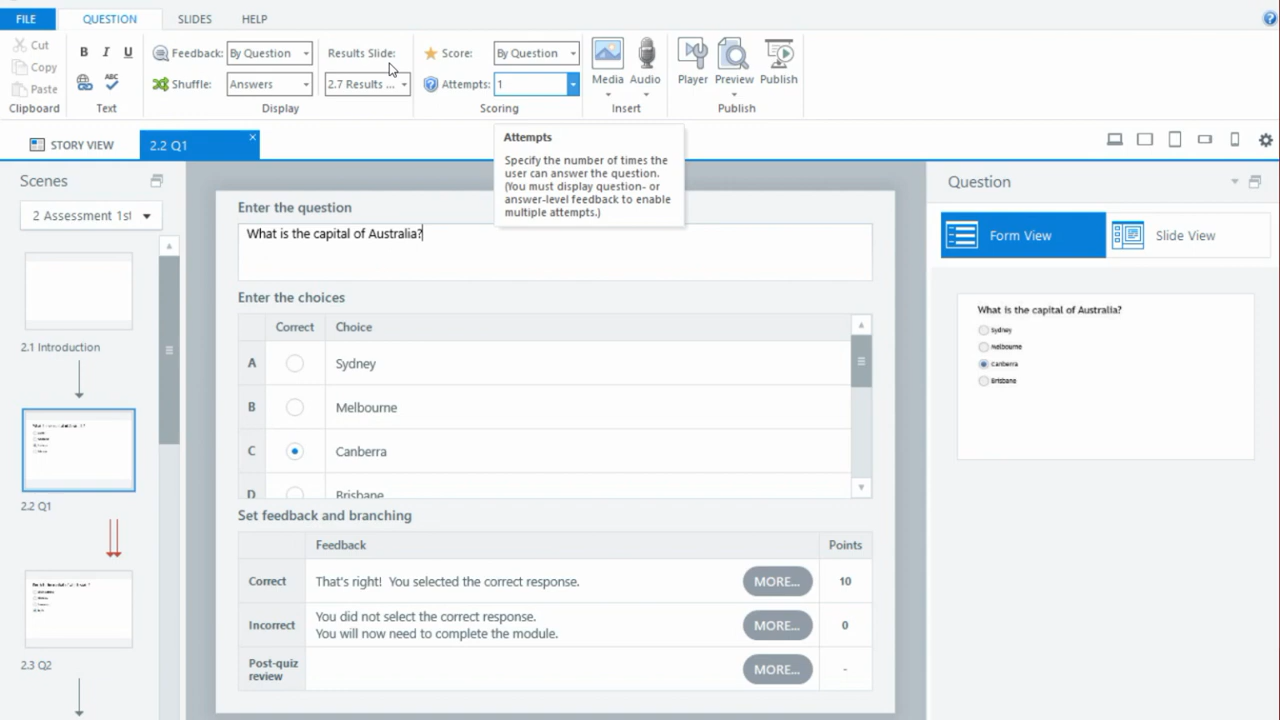 FILE
QUESTION
SLIDES
HELP
Cut
Copy
Paste
Clipboard
B I U
ABC
Text
Feedback: By Question
Shuffle: Answers
Display
Results Slide:
2.7 Results ...
Score: By Question
Attempts: 1
Scoring
Media
Audio
Insert
Player
Preview
Publish
Publish
STORY VIEW
2.2 Q1
Attempts
Specify the number of times the
user can answer the question.
(You must display question- or
answer-level feedback to enable
multiple attempts.)
Scenes
2 Assessment 1st
2.1 Introduction
2.2 Q1
2.3 Q2
Enter the question
What is the capital of Australia?
Enter the choices
Correct Choice
A Sydney
B Melbourne
C Canberra
D Brisbane
Set feedback and branching
Feedback Points
Correct That's right! You selected the correct response. MORE... 10
Incorrect You did not select the correct response.
You will now need to complete the module. MORE... 0
Post-quiz
review MORE... -
Question
Form View
Slide View
What is the capital of Australia?
Sydney
Melbourne
Canberra
Brisbane